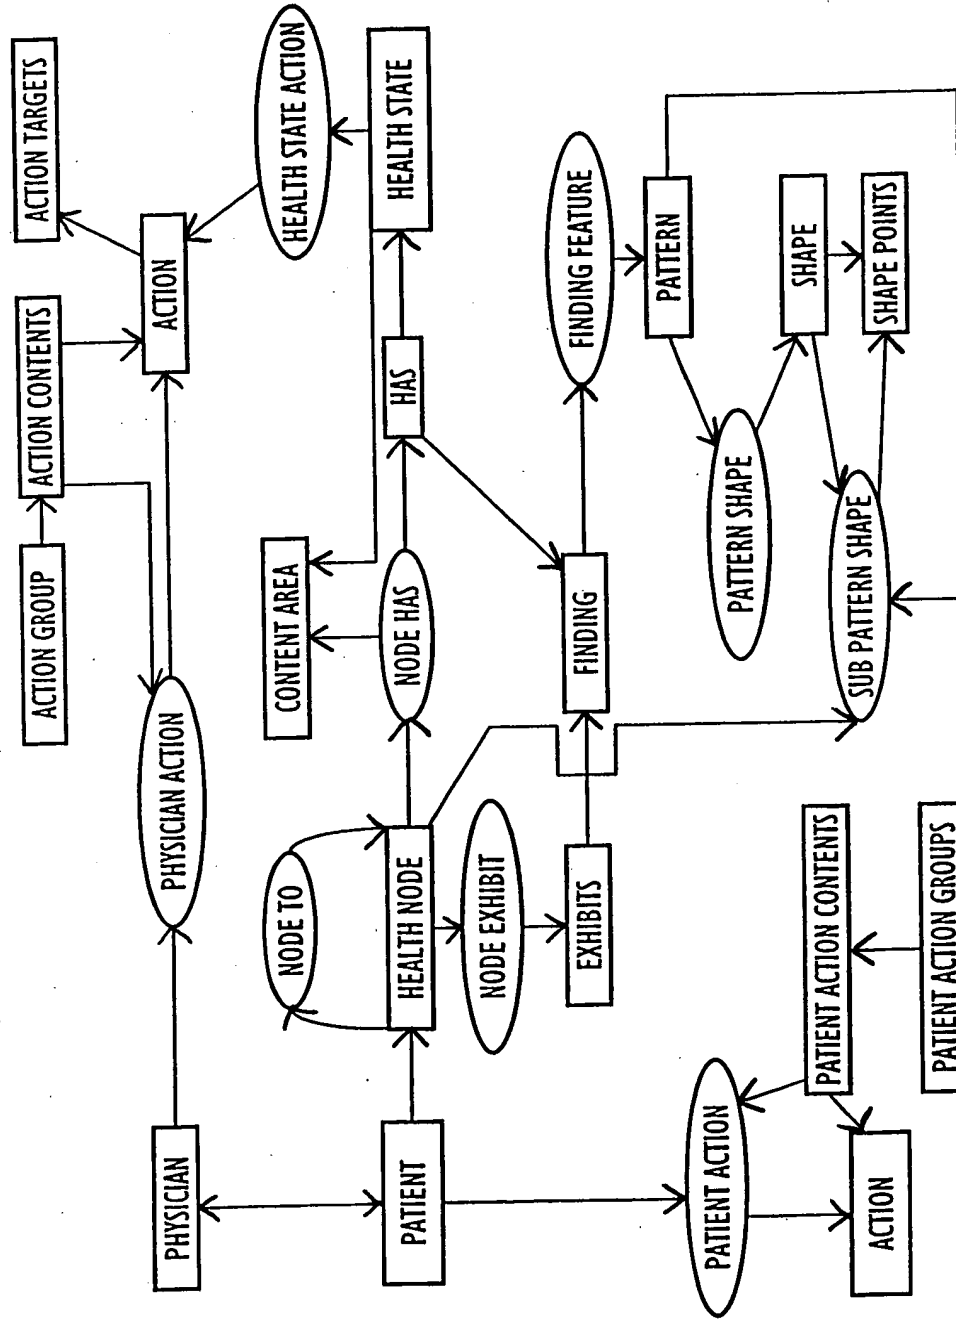 ACTION TARGETS
HEALTH STATE ACTION
HEALTH STATE
ACTION
ACTION CONTENTS
ACTION GROUP
PHYSICIAN ACTION
PHYSICIAN
CONTENT AREA
HAS
NODE HAS
NODE TO
HEALTH NODE
PATIENT
NODE EXHIBIT
EXHIBITS
FINDING
FINDING FEATURE
PATTERN
PATTERN SHAPE
SHAPE
SHAPE POINTS
SUB PATTERN SHAPE
PATIENT ACTION
PATIENT ACTION CONTENTS
PATIENT ACTION GROUPS
ACTION